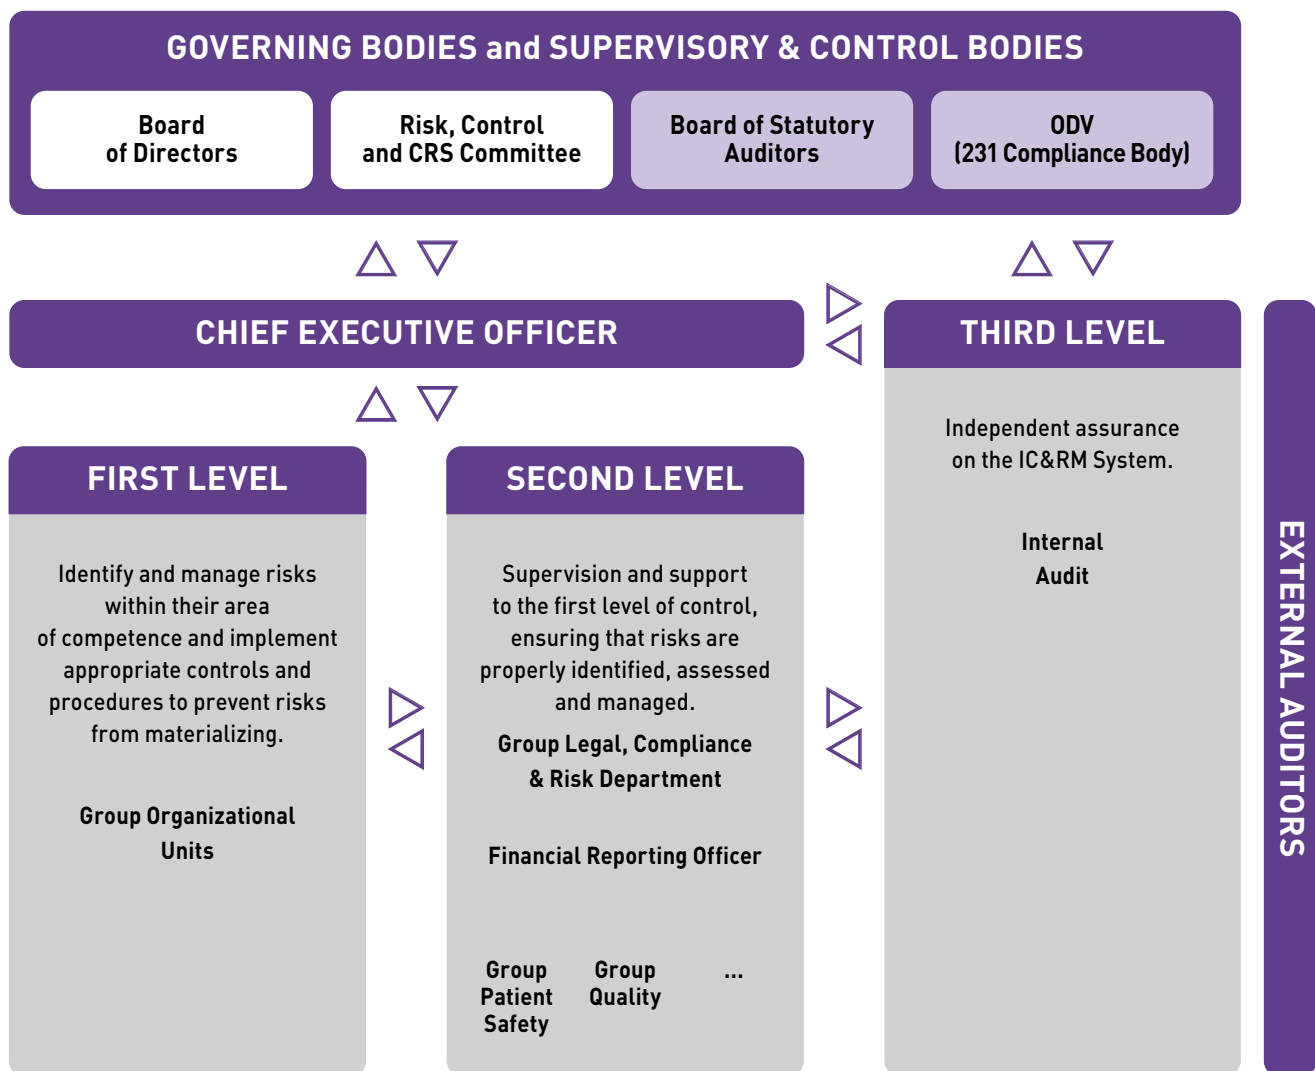 GOVERNING BODIES and SUPERVISORY & CONTROL BODIES
Board
of Directors
Risk, Control
and CRS Committee
Board of Statutory
Auditors
ODV
(231 Compliance Body)
CHIEF EXECUTIVE OFFICER
FIRST LEVEL
Identify and manage risks
within their area
of competence and implement
appropriate controls and
procedures to prevent risks
from materializing.
Group Organizational
Units
SECOND LEVEL
Supervision and support
to the first level of control,
ensuring that risks are
properly identified, assessed
and managed.
Group Legal, Compliance
& Risk Department
Financial Reporting Officer
Group
Patient
Safety
Group
Quality
...
THIRD LEVEL
Independent assurance
on the IC&RM System.
Internal
Audit
EXTERNAL AUDITORS